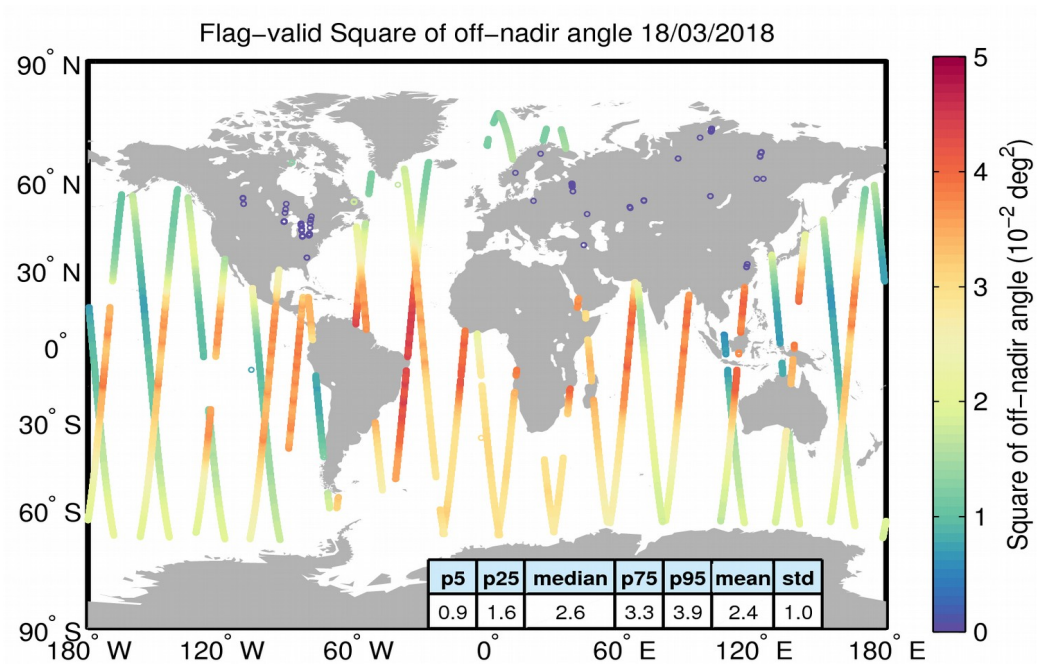 Flag−valid Square of off−nadir angle 18/03/2018
90° N
60° N
30° N
0°
30° S
60° S
90° S
180° W
120° W
60° W
0°
60° E
120° E
180° E
p5 p25 median p75 p95 mean std
0.9 1.6 2.6 3.3 3.9 2.4 1.0
5
4
3
2
1
0
Square of off−nadir angle (10⁻² deg²)